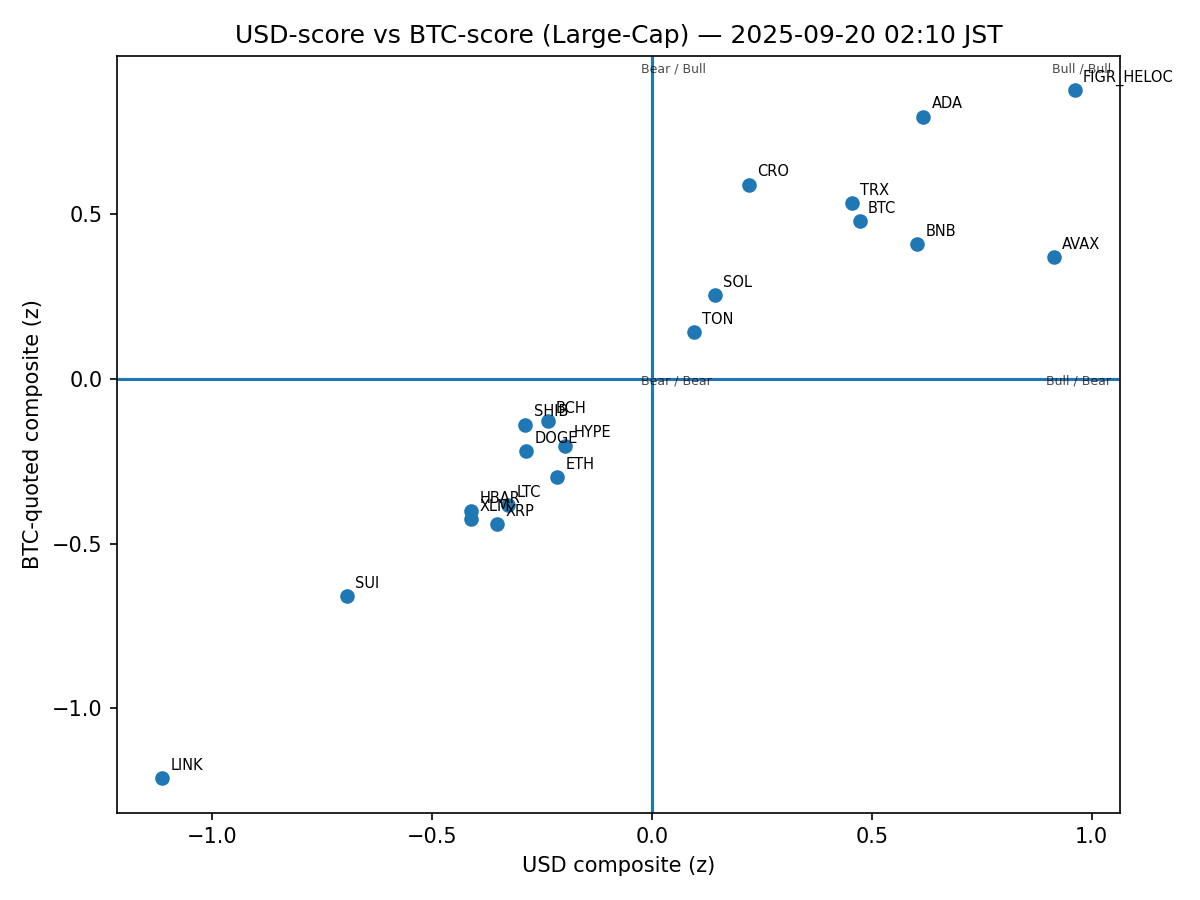 USD-score vs BTC-score (Large-Cap) — 2025-09-20 02:10 JST
Bear / Bull
Bull / Bull
FIGR_HELOC
ADA
CRO
TRX
BTC
BNB
AVAX
SOL
TON
Bear / Bear
Bull / Bear
SHIB
BCH
HYPE
DOGE
ETH
LTC
HBAR
XLM
XRP
SUI
LINK
0.5
0.0
−0.5
−1.0
BTC-quoted composite (z)
−1.0
−0.5
0.0
0.5
1.0
USD composite (z)